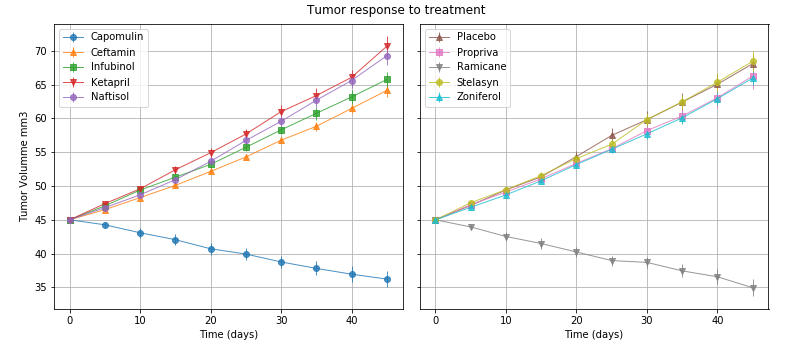 Tumor response to treatment
Tumor Volumme mm3
70
65
60
55
50
45
40
35
Capomulin
Ceftamin
Infubinol
Ketapril
Naftisol
0
10
20
30
40
Time (days)
Placebo
Propriva
Ramicane
Stelasyn
Zoniferol
0
10
20
30
40
Time (days)